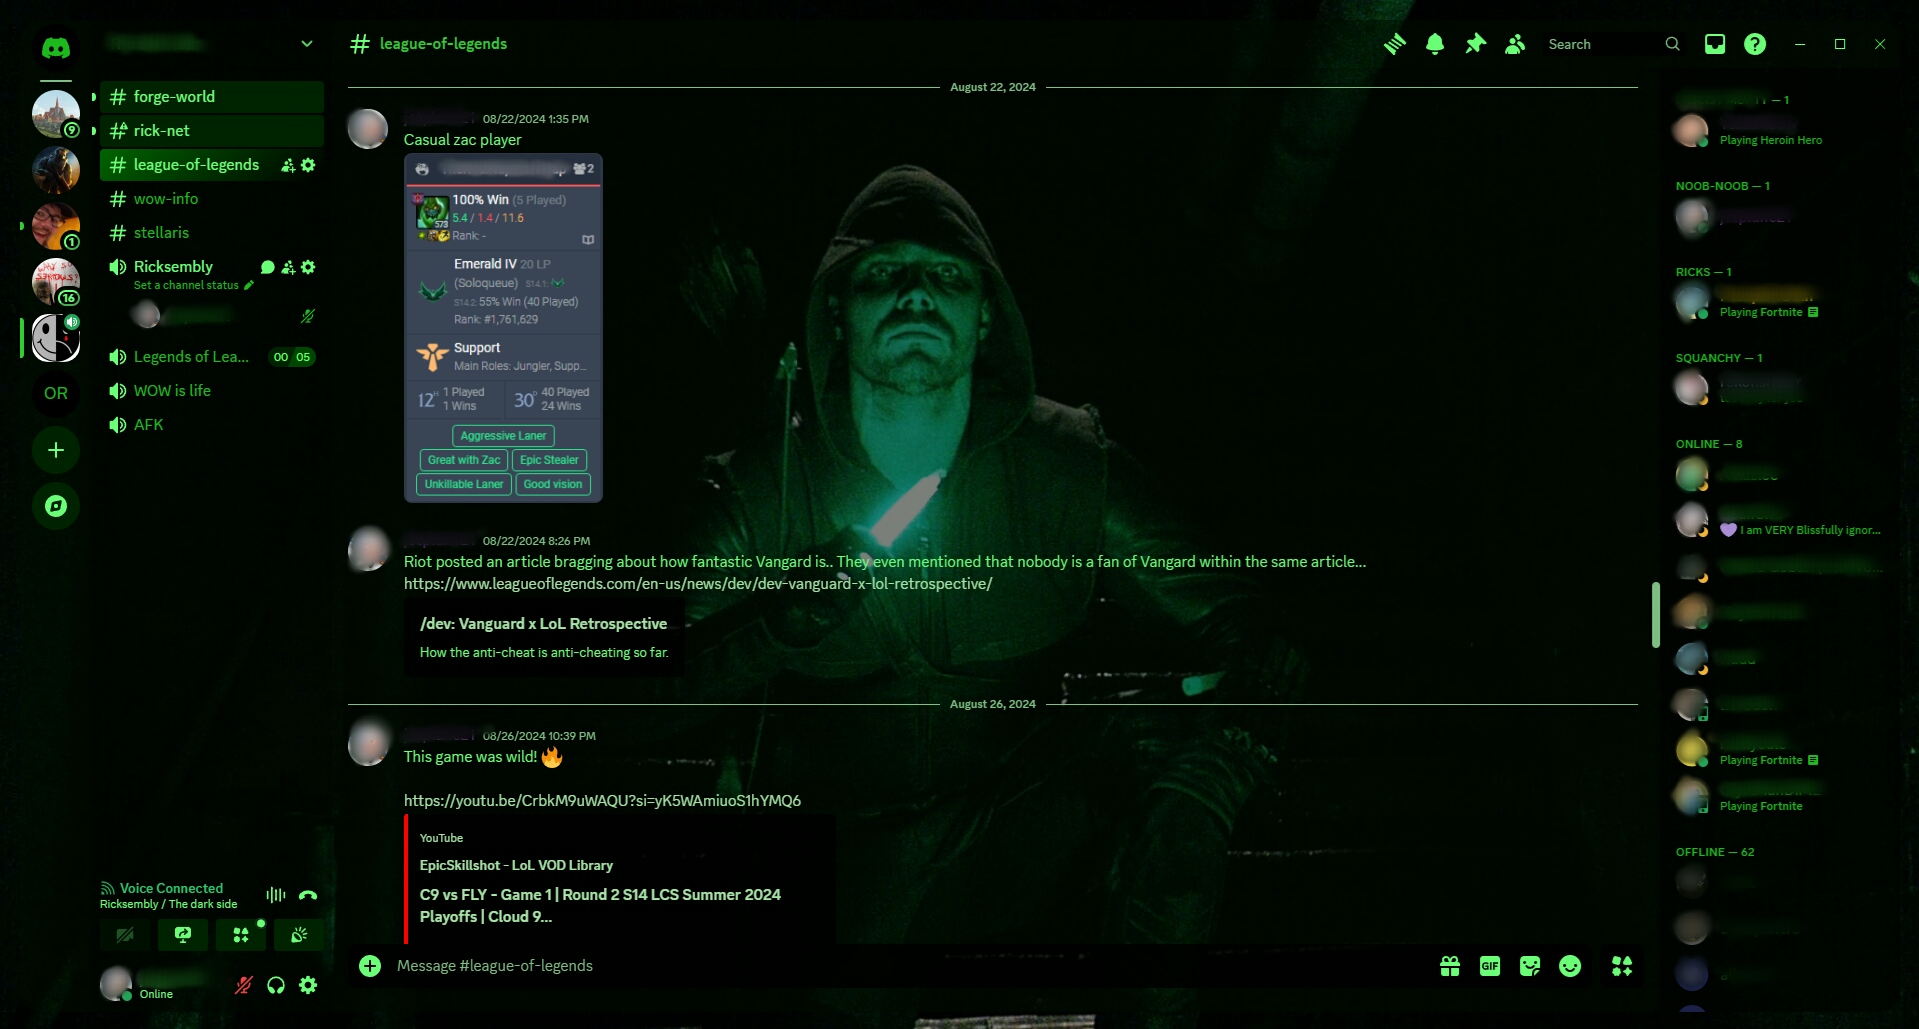 league-of-legends
Search
9
1
16
OR
forge-world
rick-net
league-of-legends
wow-info
stellaris
Ricksembly
Set a channel status
Legends of Lea...
00 05
WOW is life
AFK
Voice Connected
Ricksembly / The dark side
Online
August 22, 2024
08/22/2024 1:35 PM
Casual zac player
2
100% Win (5 Played)
5.4 / 1.4 / 11.6
573
Rank: -
Emerald IV 20 LP
(Soloqueue) S14.1:
S14.2: 55% Win (40 Played)
Rank: #1,761,629
Support
Main Roles: Jungler, Supp...
12H 1 Played
1 Wins
30D 40 Played
24 Wins
Aggressive Laner
Great with Zac
Epic Stealer
Unkillable Laner
Good vision
08/22/2024 8:26 PM
Riot posted an article bragging about how fantastic Vangard is.. They even mentioned that nobody is a fan of Vangard within the same article...
https://www.leagueoflegends.com/en-us/news/dev/dev-vanguard-x-lol-retrospective/
/dev: Vanguard x LoL Retrospective
How the anti-cheat is anti-cheating so far.
August 26, 2024
08/26/2024 10:39 PM
This game was wild! 🔥
https://youtu.be/CrbkM9uWAQU?si=yK5WAmiuoS1hYMQ6
YouTube
EpicSkillshot - LoL VOD Library
C9 vs FLY - Game 1 | Round 2 S14 LCS Summer 2024
Playoffs | Cloud 9...
Message #league-of-legends
GIF
— 1
Playing Heroin Hero
NOOB-NOOB — 1
RICKS — 1
Playing Fortnite
SQUANCHY — 1
ONLINE — 8
💜 I am VERY Blissfully ignor...
Playing Fortnite
Playing Fortnite
OFFLINE — 62